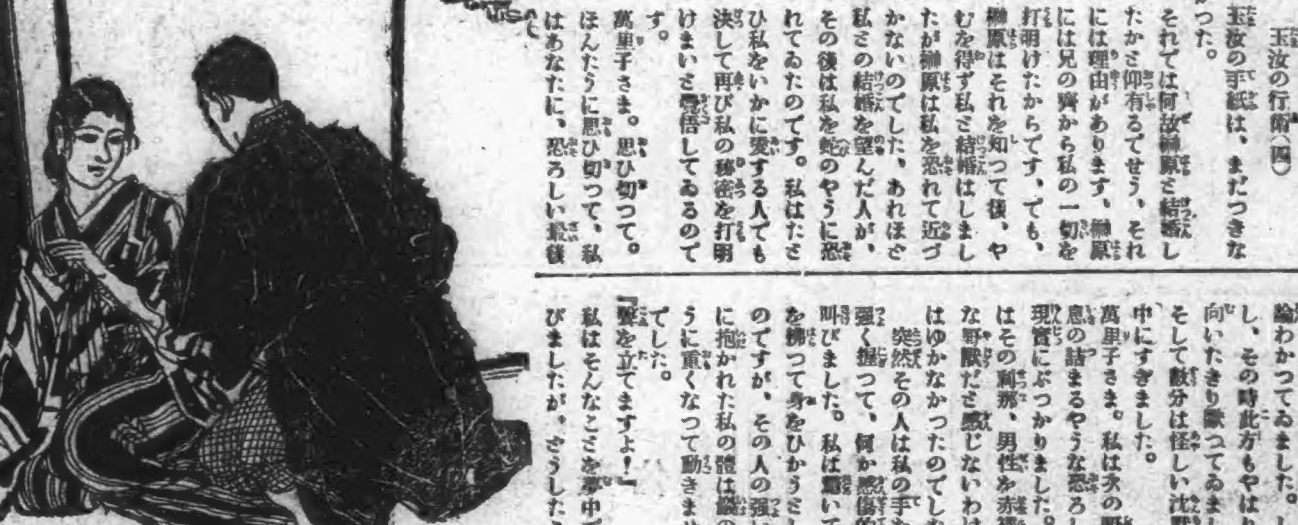 玉汝の行衛(四)
玉汝の手紙は、まだつきな
かつた。
それでは何故榊原と結婚し
たかと仰有るでせう、それ
には理由があります、榊原
には兄の齊から私の一切を
打明けたからです、でも、
榊原はそれを知つて後、や
むを得ず私と結婚はしまし
たが榊原は私を恐れて近づ
かないのでした、あれほど
私との結婚を望んだ人が、
その後は私を蛇のやうに恐
れてゐたのです。私はたと
ひ私をいかに愛する人でも
決して再び私の秘密を打明
けまいと覺悟してゐるので
す。
萬里子さま。思ひ切つて。
ほんたうに思ひ切つて、私
はあなたに、恐ろしい最後
論わかつてゐました。
し、その時此方もやは
向いたきり默つてゐま
そして數分は怪しい沈
中にすぎました。
萬里子さま。私は次の
息の詰まるやうな恐ろ
現實にぶつかりました。
はその刹那、男性を赤
な野獸だと感じないわけ
はゆかなかつたのでし
突然その人は私の手
强く握つて、何か感傷的
叫びました。私は驚いて
を拂つて身をひかうとし
のですが、その人の强い
に抱かれた私の體は
うに重くなつて動きませ
でした。
『聲を立てますよ！』
私はそんなことを夢中で
びましたが、さうした